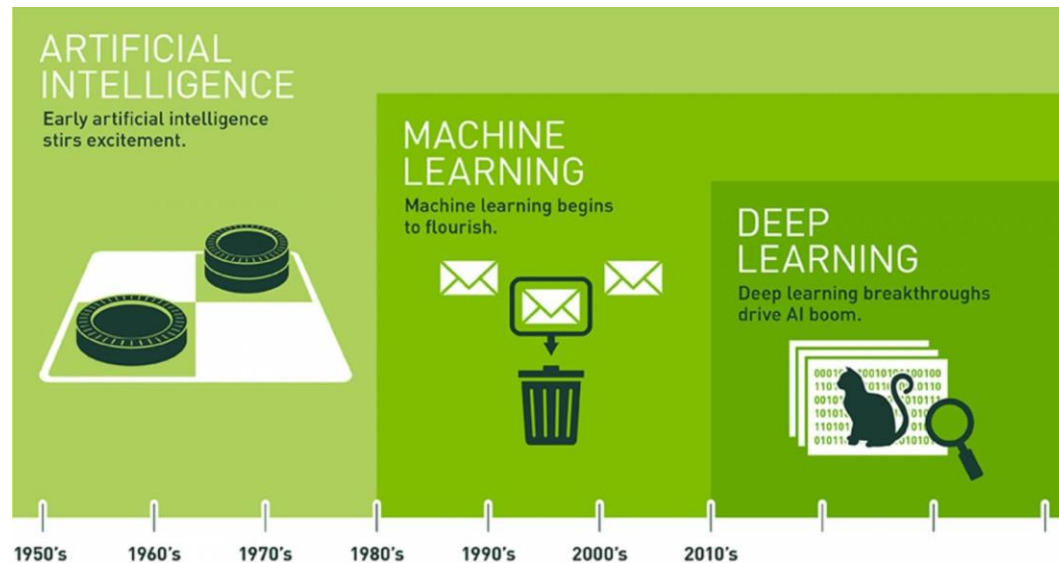 ARTIFICIAL
INTELLIGENCE
Early artificial intelligence
stirs excitement.
MACHINE
LEARNING
Machine learning begins
to flourish.
DEEP
LEARNING
Deep learning breakthroughs
drive AI boom.
1950's 1960's 1970's 1980's 1990's 2000's 2010's